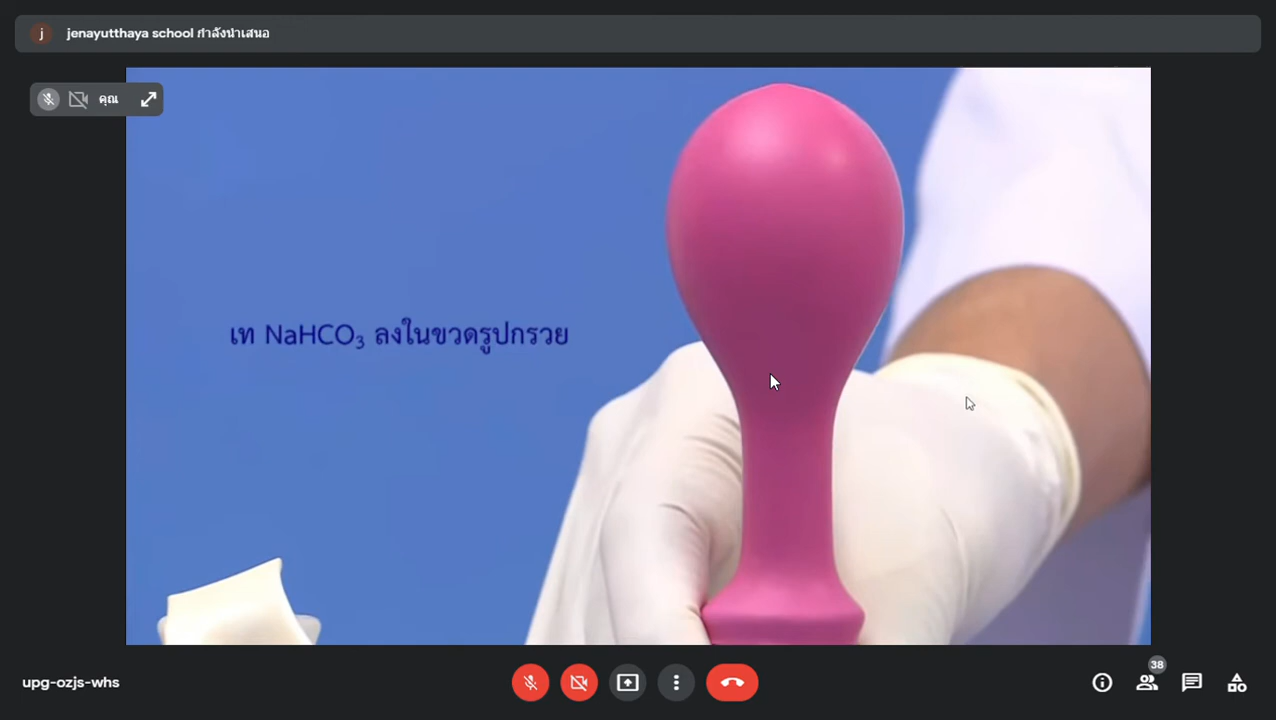 j
jenayutthaya school กำลังนำเสนอ
คุณ
เท NaHCO₃ ลงในขวดรูปกรวย
upg-ozjs-whs
38